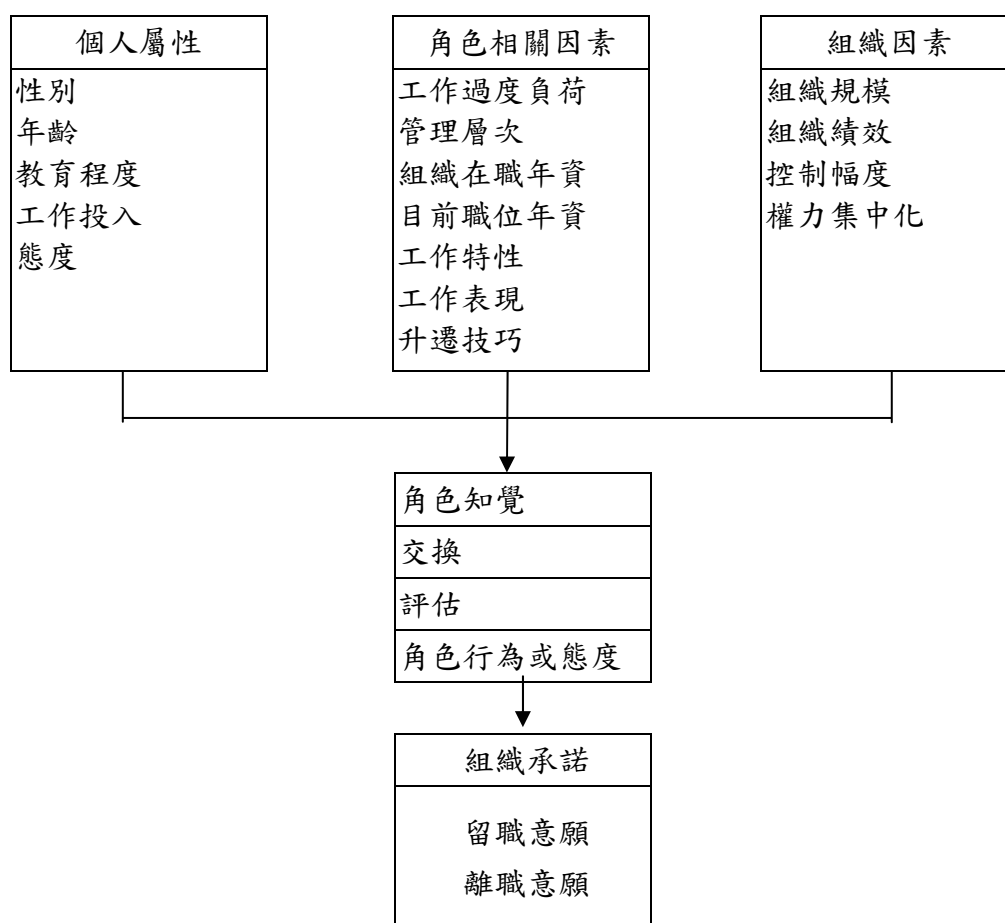 個人屬性
性別
年齡
教育程度
工作投入
態度
角色相關因素
工作過度負荷
管理層次
組織在職年資
目前職位年資
工作特性
工作表現
升遷技巧
組織因素
組織規模
組織績效
控制幅度
權力集中化
角色知覺
交換
評估
角色行為或態度
組織承諾
留職意願
離職意願